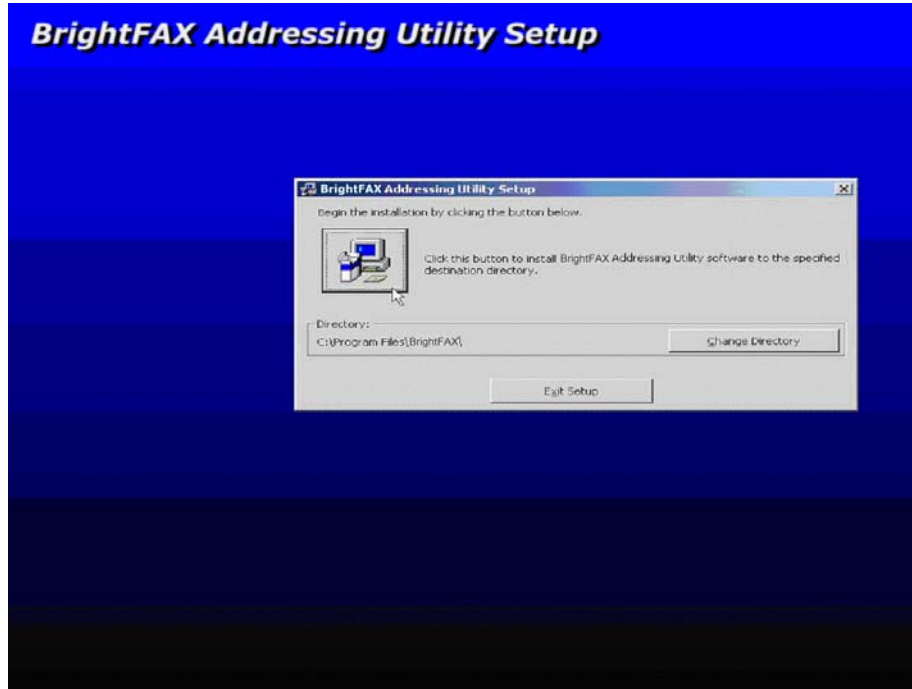 BrightFAX Addressing Utility Setup
BrightFAX Addressing Utility Setup
Begin the installation by clicking the button below.
Click this button to install BrightFAX Addressing Utility software to the specified
destination directory.
Directory:
C:\Program Files\BrightFAX\
Change Directory
Exit Setup